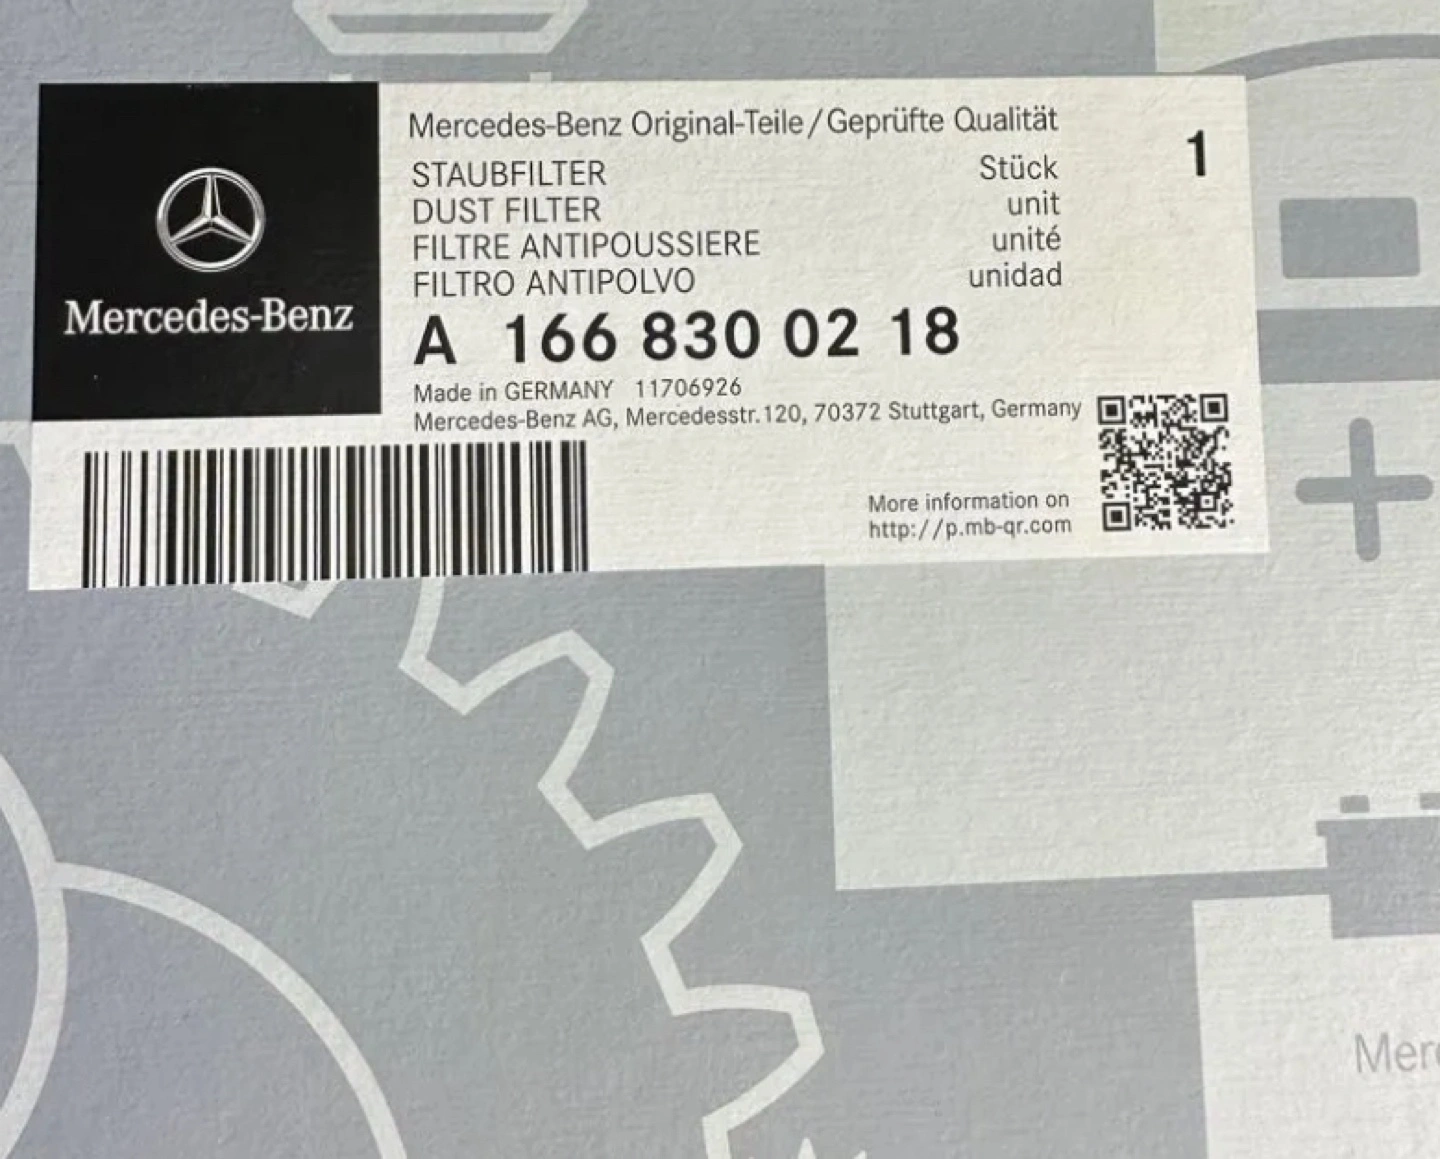 Mercedes-Benz
Mercedes-Benz Original-Teile/Geprüfte Qualität
STAUBFILTER Stück 1
DUST FILTER unit
FILTRE ANTIPOUSSIERE unité
FILTRO ANTIPOLVO unidad
A 166 830 02 18
Made in GERMANY 11706926
Mercedes-Benz AG, Mercedesstr. 120, 70372 Stuttgart, Germany
More information on
http://p.mb-qr.com